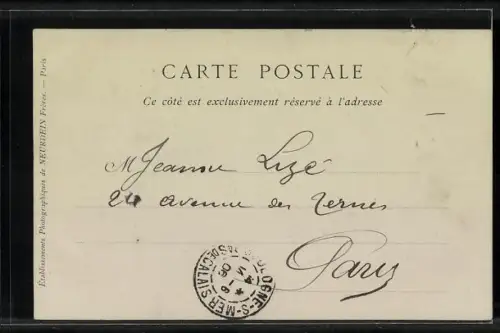 CARTE POSTALE
Ce côté est exclusivement réservé à l'adresse
M Jeanne Lizé
24 avenue des Ternes
Paris
BOULOGNE-S-MER
PAS DE CALAIS
Établissements Photographiques de NEURDEIN Frères. — Paris